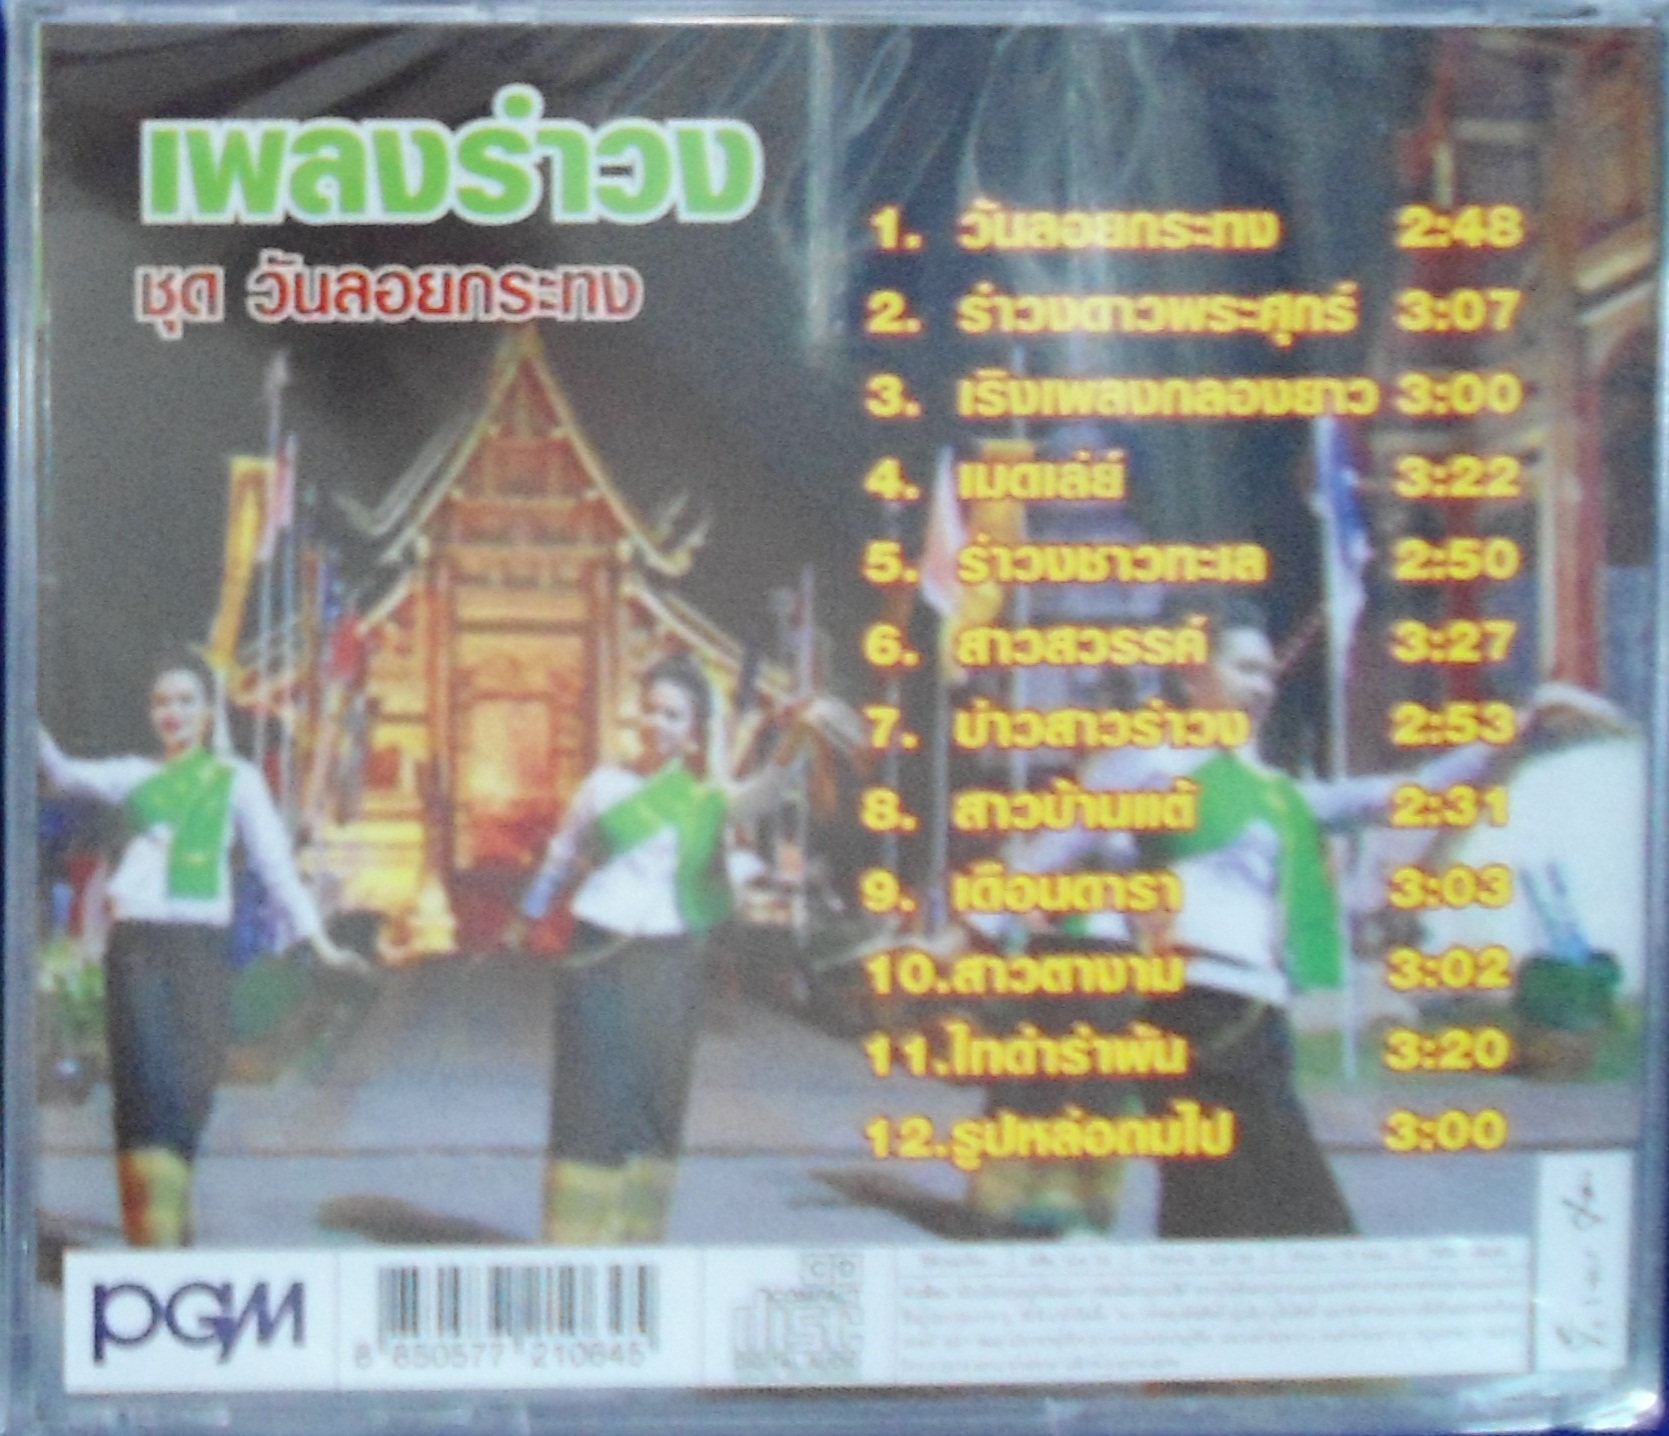 เพลงรำวง
ชุด วันลอยกระทง
1. วันลอยกระทง 2:48
2. รำวงดาวพระศุกร์ 3:07
3. เริงเพลงกลองยาว 3:00
4. เมดเล่ย์ 3:22
5. รำวงชาวทะเล 2:50
6. สาวสวรรค์ 3:27
7. บ่าวสาวรำวง 2:53
8. สาวบ้านแต้ 2:31
9. เดือนดารา 3:03
10.สาวตางาม 3:02
11.ไทดำรำพัน 3:20
12.รูปหล่อถมไป 3:00
PGM
8 850577 210645
CD
COMPACT
disc
DIGITAL AUDIO